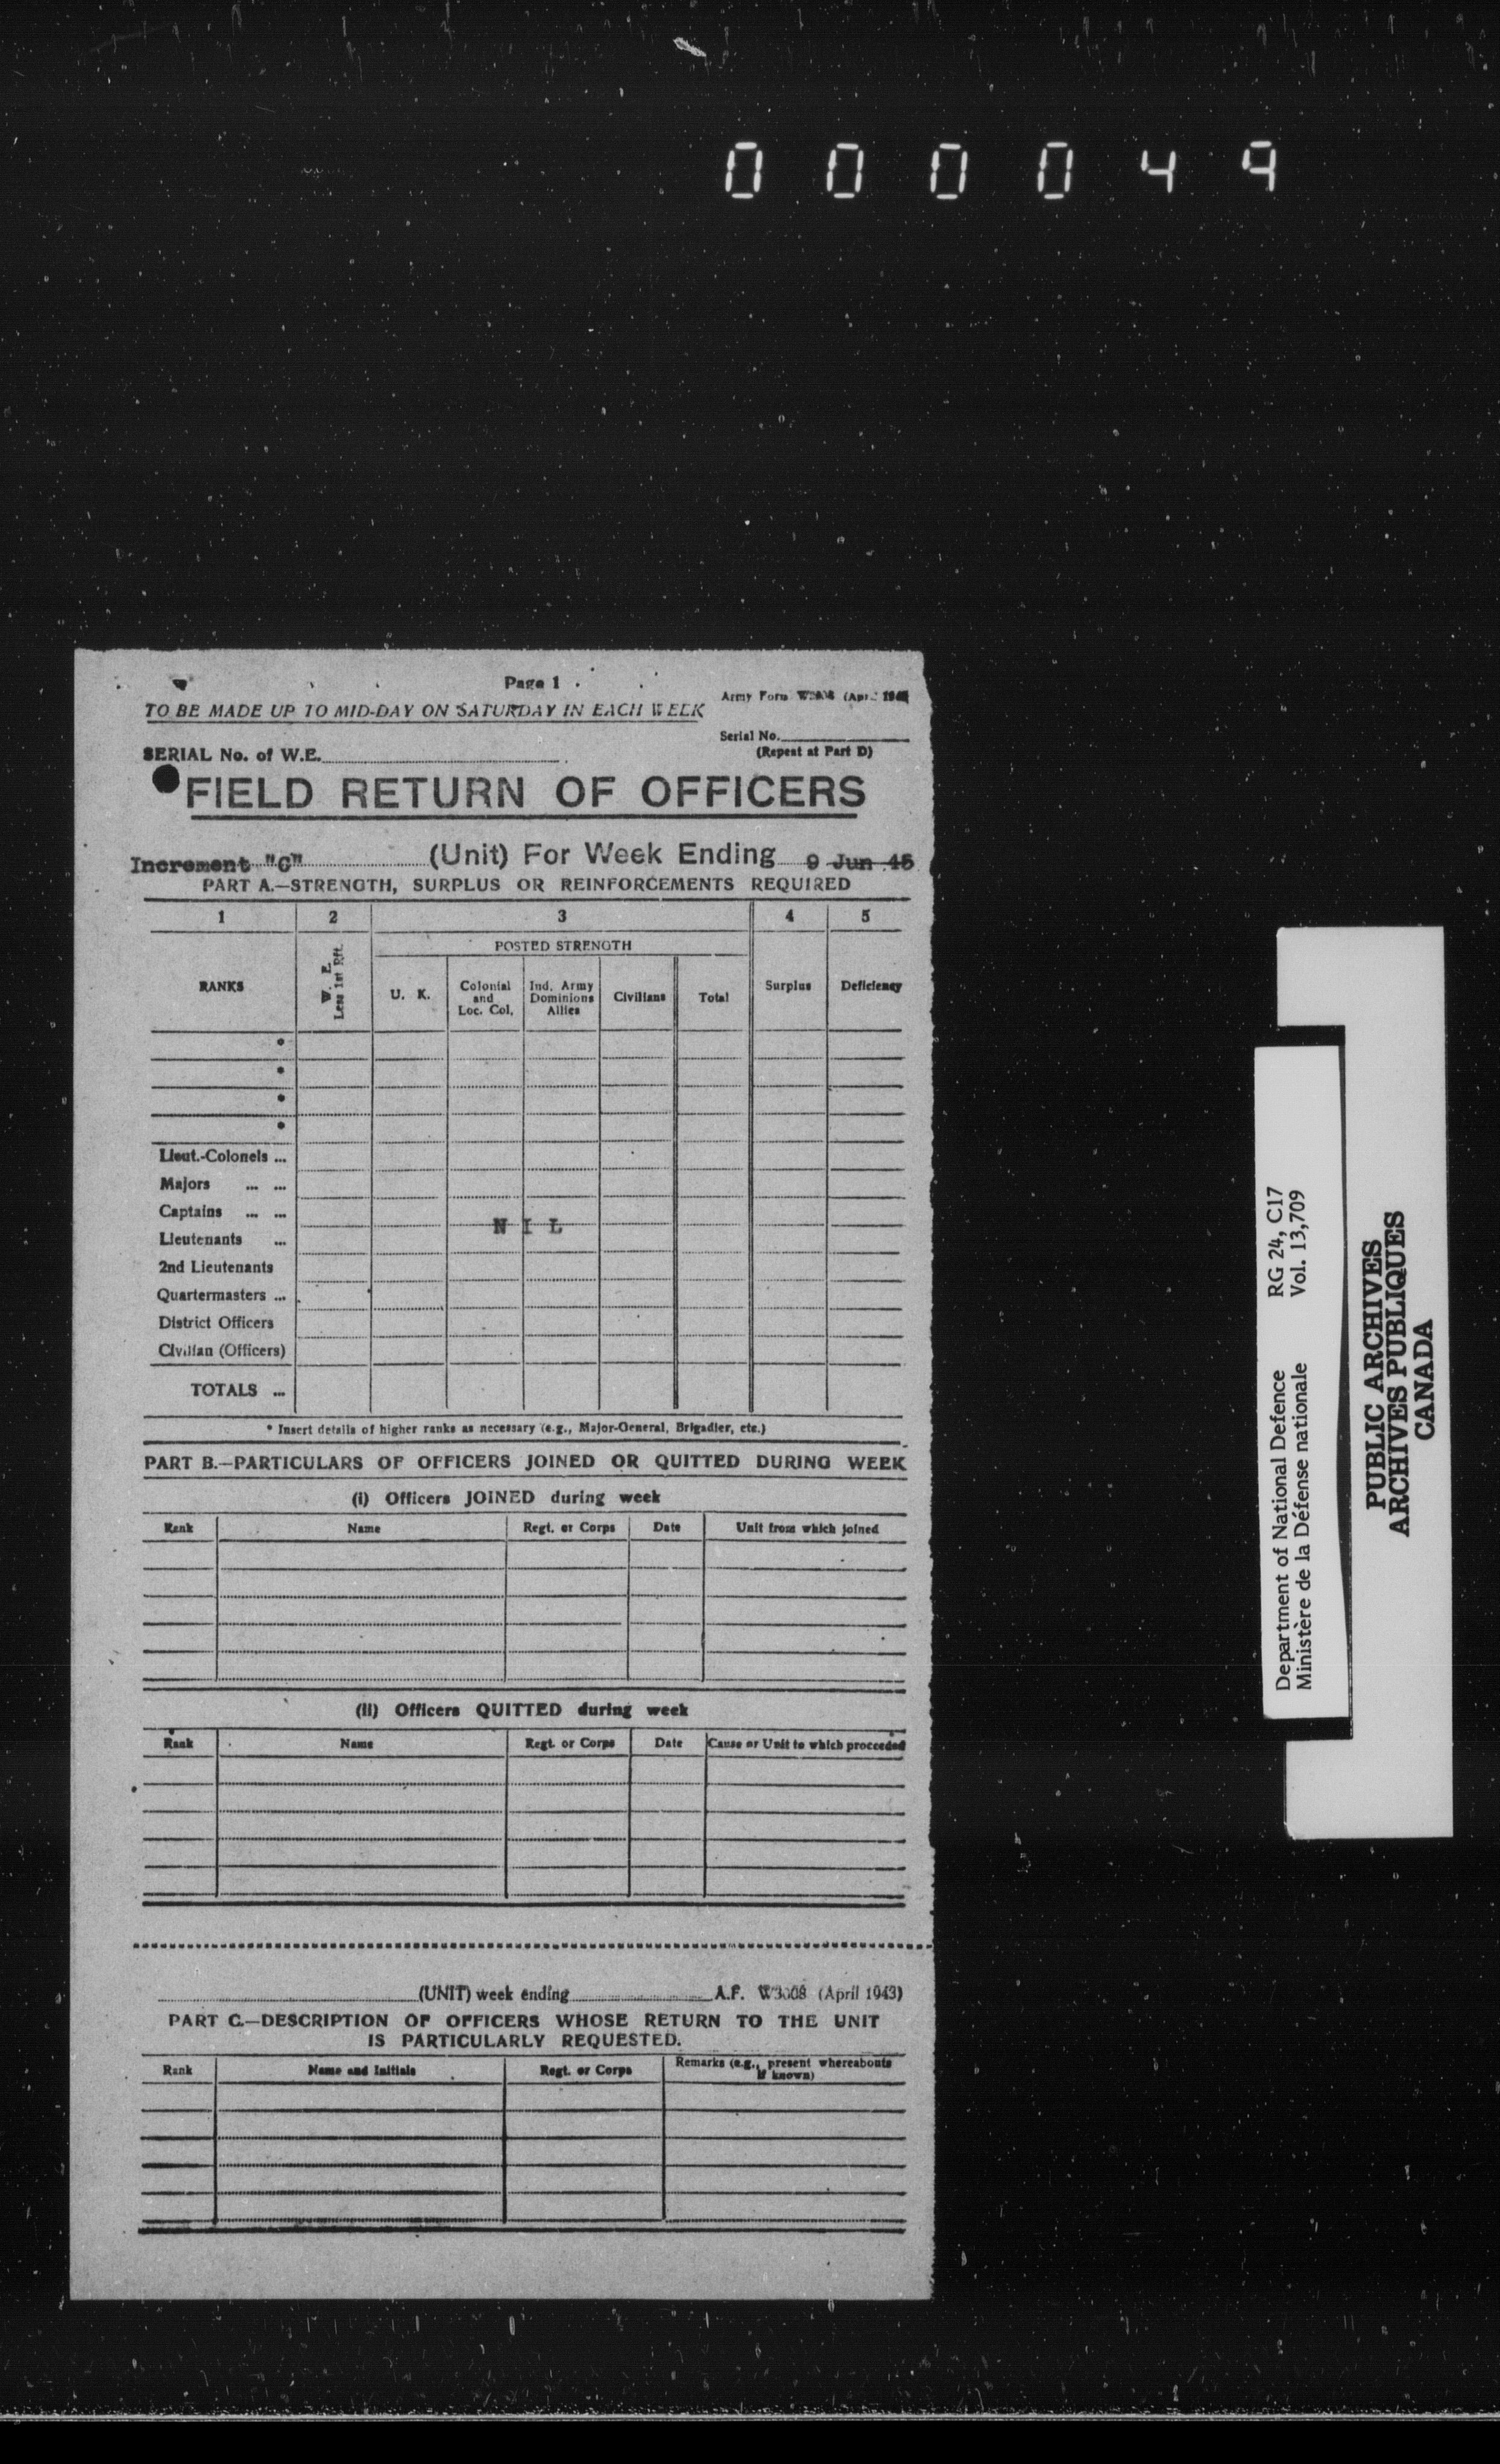 000049
Page 1
Army Form W3008 (April 1943
TO BE MADE UP TO MID-DAY ON SATURDAY IN EACH WEEK
Serial No.
(Repeat at Part D)
SERIAL No. of W.E.
FIELD RETURN OF OFFICERS
Increment "C" (Unit) For Week Ending 9 Jun 45
PART A.—STRENGTH, SURPLUS OR REINFORCEMENTS REQUIRED
1 2 3 4 5
POSTED STRENGTH
RANKS
W. E.
Less 1st Rft.
U. K.
Colonial
and
Loc. Col.
Ind. Army
Dominions
Allies
Civilians
Total
Surplus
Deficiency
*
*
*
*
Lieut.-Colonels ...
Majors ... ...
Captains ... ...
N I L
Lieutenants ...
2nd Lieutenants
Quartermasters ...
District Officers
Civilian (Officers)
TOTALS ...
* Insert details of higher ranks as necessary (e.g., Major-General, Brigadier, etc.)
PART B.—PARTICULARS OF OFFICERS JOINED OR QUITTED DURING WEEK
(i) Officers JOINED during week
Rank Name Regt. or Corps Date Unit from which joined
(ii) Officers QUITTED during week
Rank Name Regt. or Corps Date Cause or Unit to which proceeded
(UNIT) week ending A.F. W3008 (April 1943)
PART C.—DESCRIPTION OF OFFICERS WHOSE RETURN TO THE UNIT
IS PARTICULARLY REQUESTED.
Rank Name and Initials Regt. or Corps Remarks (e.g., present whereabouts
if known)
Department of National Defence RG 24, C17
Ministère de la Défense nationale Vol. 13,709
PUBLIC ARCHIVES
ARCHIVES PUBLIQUES
CANADA